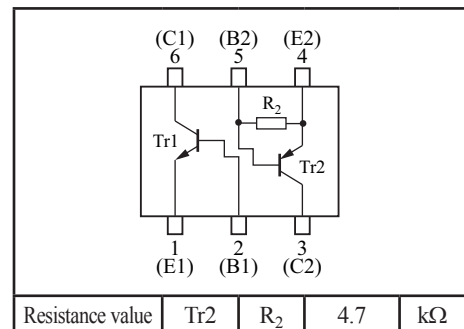 (C1) (B2) (E2)
6 5 4
R₂
Tr1
Tr2
1 2 3
(E1) (B1) (C2)
Resistance value Tr2 R₂ 4.7 kΩ